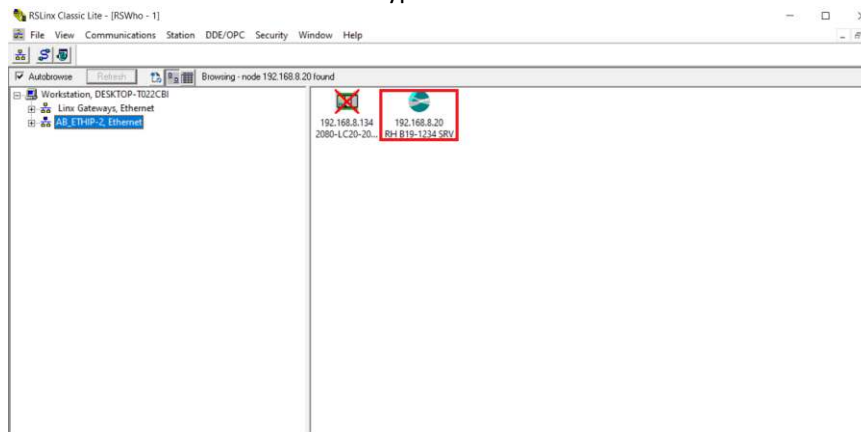 RSLinx Classic Lite - [RSWho - 1]
File View Communications Station DDE/OPC Security Window Help
Autobrowse Refresh Browsing - node 192.168.8.20 found
Workstation, DESKTOP-T022CBI
Linx Gateways, Ethernet
AB_ETHIP-2, Ethernet
192.168.8.134
2080-LC20-20...
192.168.8.20
RH B19-1234 SRV